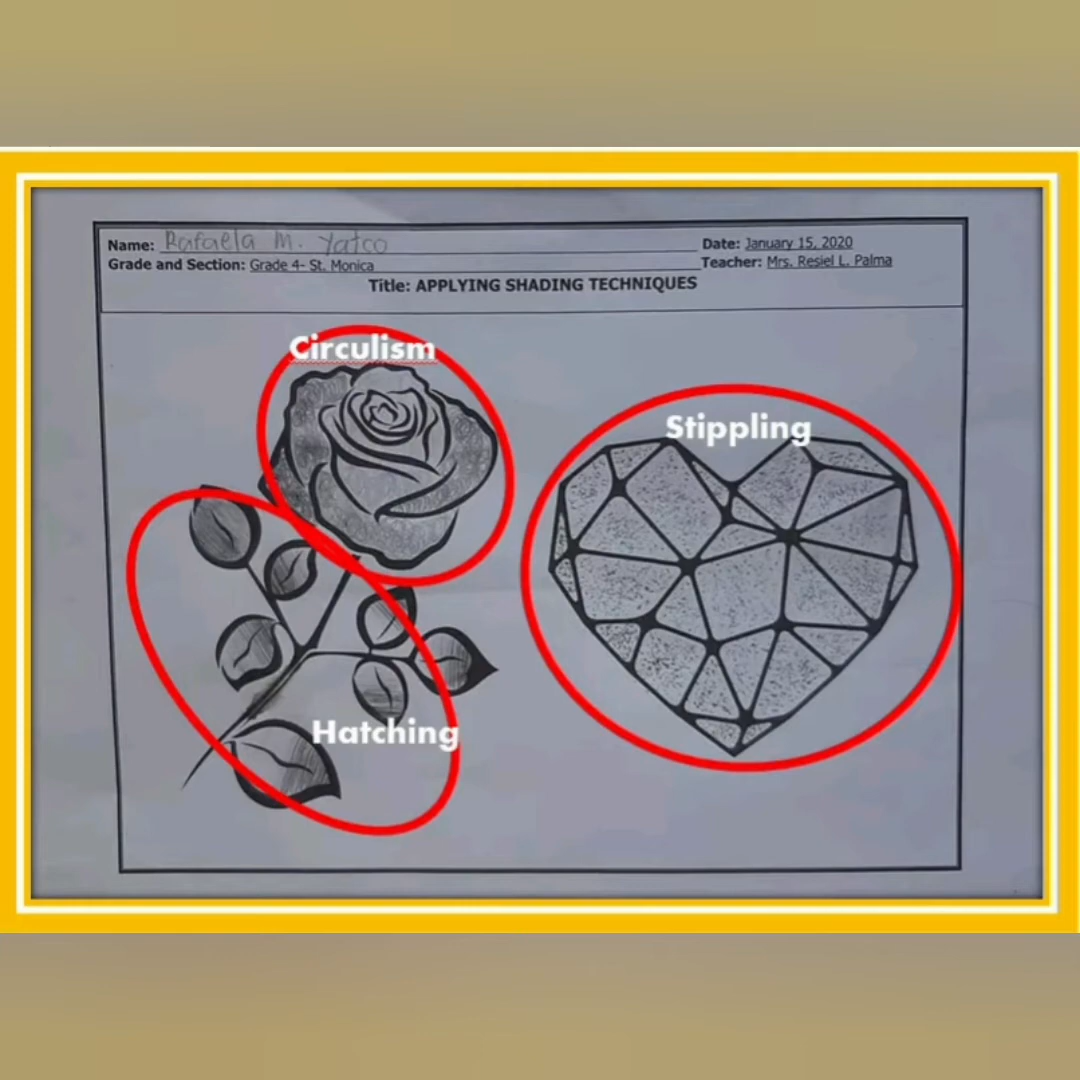 Name: Rafaela M. Yatco Date: January 15, 2020
Grade and Section: Grade 4- St. Monica Teacher: Mrs. Resiel L. Palma
Title: APPLYING SHADING TECHNIQUES
Circulism
Stippling
Hatching